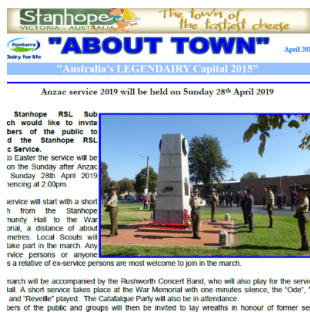 Stanhope
VICTORIA - AUSTRALIA
The town of
the tastiest cheese
Fonterra
Dairy for life
"ABOUT TOWN"
April 20
"Australia's LEGENDAIRY Capital 2015"
Anzac service 2019 will be held on Sunday 28th April 2019
Stanhope RSL Sub
ch would like to invite
bers of the public to
d the Stanhope RSL
c Service.
to Easter the service will be
on the Sunday after Anzac
Sunday 28th April 2019
encing at 2.00pm.
service will start with a short
h from the Stanhope
munity Hall to the War
orial, a distance of about
metres. Local Scouts will
take part in the march. Any
rvice persons or anyone
s a relative of ex-service persons are most welcome to join in the march.
march will be accompanied by the Rushworth Concert Band, who will also play for the servi
all. A short service takes place at the War Memorial with one minutes silence, the "Ode", "
and "Reveille" played. The Catafalque Party will also be in attendance.
bers of the public and groups will then be invited to lay wreaths in honour of former se